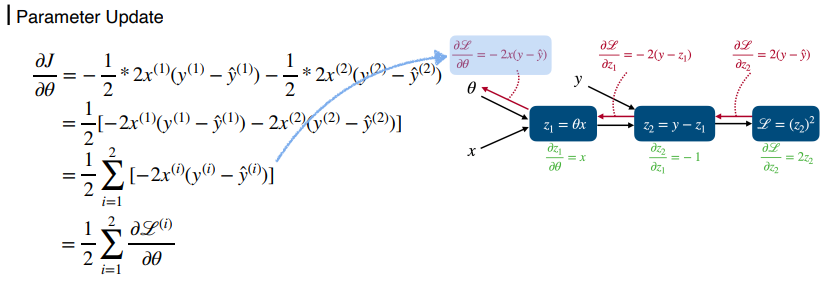 Parameter Update
∂J/∂θ = −1/2 * 2x⁽¹⁾(y⁽¹⁾ − ŷ⁽¹⁾) − 1/2 * 2x⁽²⁾(y⁽²⁾ − ŷ⁽²⁾)
= 1/2[−2x⁽¹⁾(y⁽¹⁾ − ŷ⁽¹⁾) − 2x⁽²⁾(y⁽²⁾ − ŷ⁽²⁾)]
= 1/2 ∑_{i=1}^{2} [−2x⁽ⁱ⁾(y⁽ⁱ⁾ − ŷ⁽ⁱ⁾)]
= 1/2 ∑_{i=1}^{2} ∂ℒ⁽ⁱ⁾/∂θ
∂ℒ/∂θ = − 2x(y − ŷ)
∂ℒ/∂z₁ = − 2(y − z₁)
∂ℒ/∂z₂ = 2(y − ŷ)
θ
y
x
z₁ = θx
z₂ = y − z₁
ℒ = (z₂)²
∂z₁/∂θ = x
∂z₂/∂z₁ = − 1
∂ℒ/∂z₂ = 2z₂